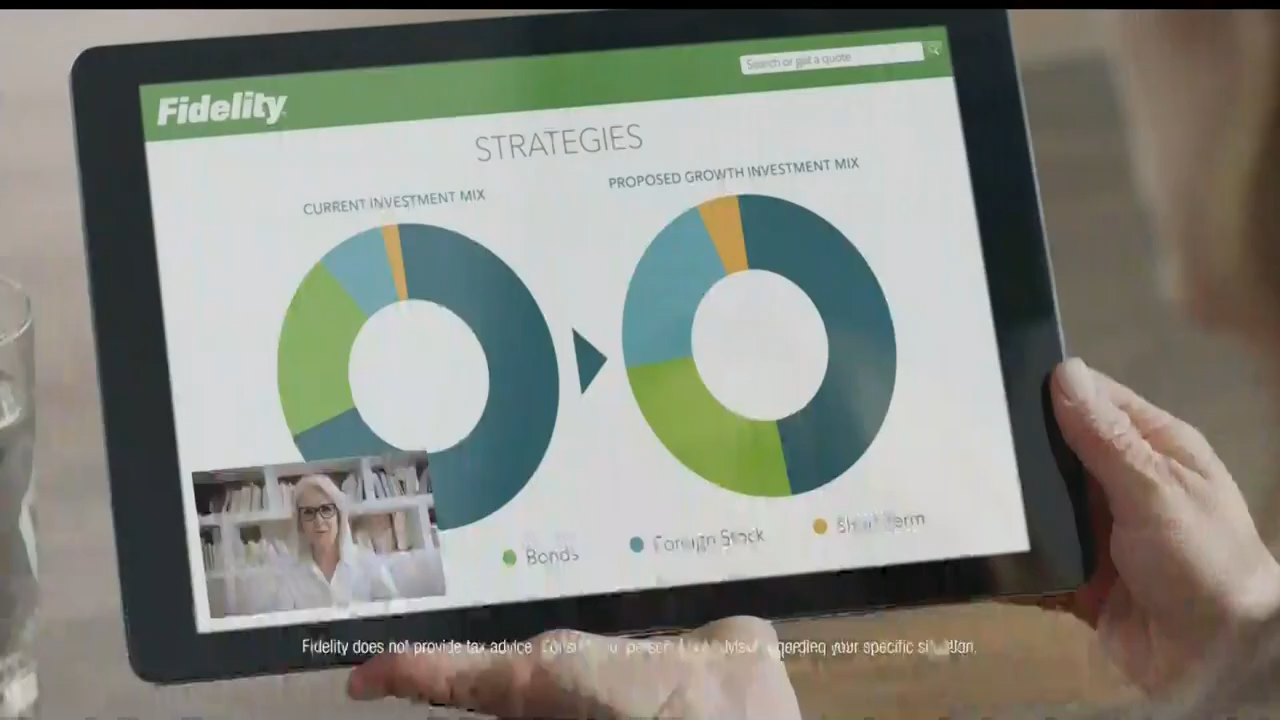 Fidelity
Search or get a quote
STRATEGIES
CURRENT INVESTMENT MIX
PROPOSED GROWTH INVESTMENT MIX
Bonds
Foreign Stock
Short Term
Fidelity does not provide tax advice. regarding your specific situation.